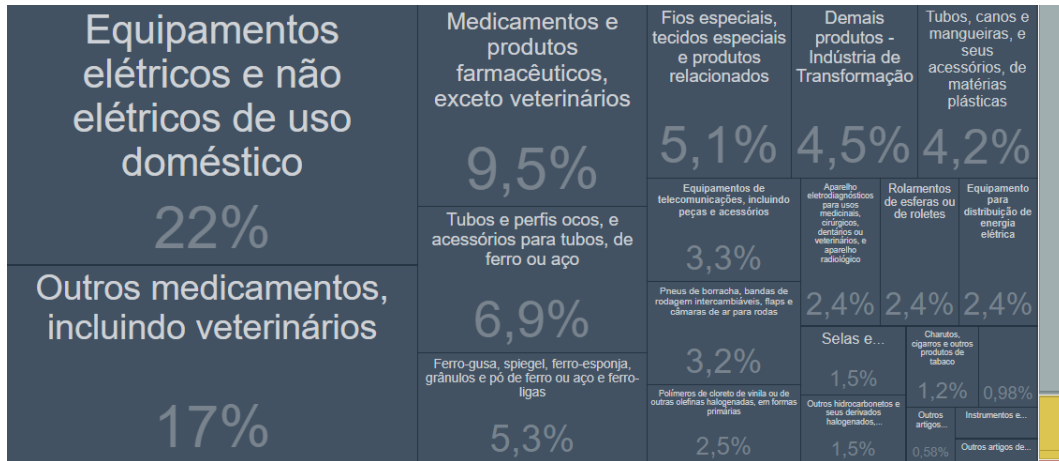 Equipamentos
elétricos e não
elétricos de uso
doméstico
22%
Outros medicamentos,
incluindo veterinários
17%
Medicamentos e
produtos
farmacêuticos,
exceto veterinários
9,5%
Tubos e perfis ocos, e
acessórios para tubos, de
ferro ou aço
6,9%
Ferro-gusa, spiegel, ferro-esponja,
grânulos e pó de ferro ou aço e ferro-
ligas
5,3%
Fios especiais,
tecidos especiais
e produtos
relacionados
5,1%
Demais
produtos -
Indústria de
Transformação
4,5%
Tubos, canos e
mangueiras, e
seus
acessórios, de
matérias
plásticas
4,2%
Equipamentos de
telecomunicações, incluindo
peças e acessórios
3,3%
Pneus de borracha, bandas de
rodagem intercambiáveis, flaps e
câmaras de ar para rodas
3,2%
Polímeros de cloreto de vinila ou de
outras olefinas halogenadas, em formas
primárias
2,5%
Aparelho
eletrodiagnósticos
para usos
medicinais,
cirúrgicos,
dentários ou
veterinários, e
aparelho
radiológico
2,4%
Rolamentos
de esferas ou
de roletes
2,4%
Equipamento
para
distribuição de
energia
elétrica
2,4%
Selas e...
1,5%
Outros hidrocarbonetos e
seus derivados
halogenados,...
1,5%
Charutos,
cigarros e outros
produtos de
tabaco
1,2%
0,98%
Outros
artigos...
0,58%
Instrumentos e...
Outros artigos de...